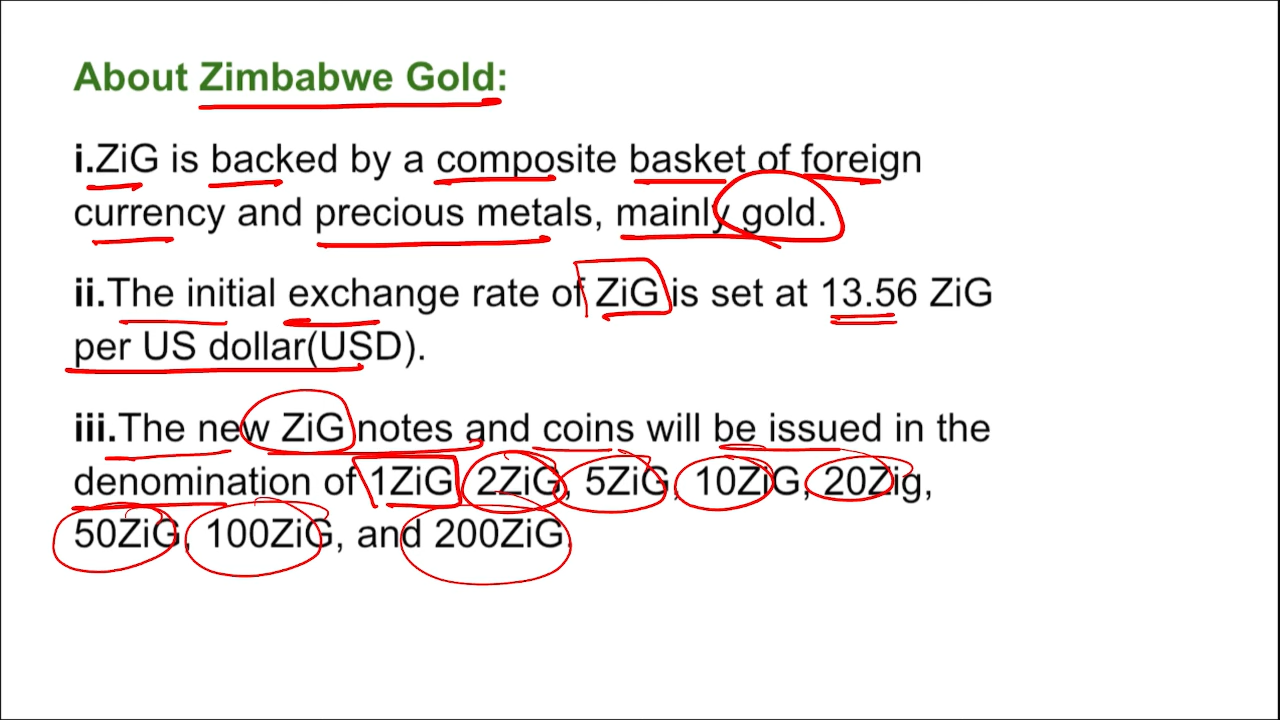 About Zimbabwe Gold:
i.ZiG is backed by a composite basket of foreign
currency and precious metals, mainly gold.
ii.The initial exchange rate of ZiG is set at 13.56 ZiG
per US dollar(USD).
iii.The new ZiG notes and coins will be issued in the
denomination of 1ZiG, 2ZiG, 5ZiG, 10ZiG, 20Zig,
50ZiG, 100ZiG, and 200ZiG.